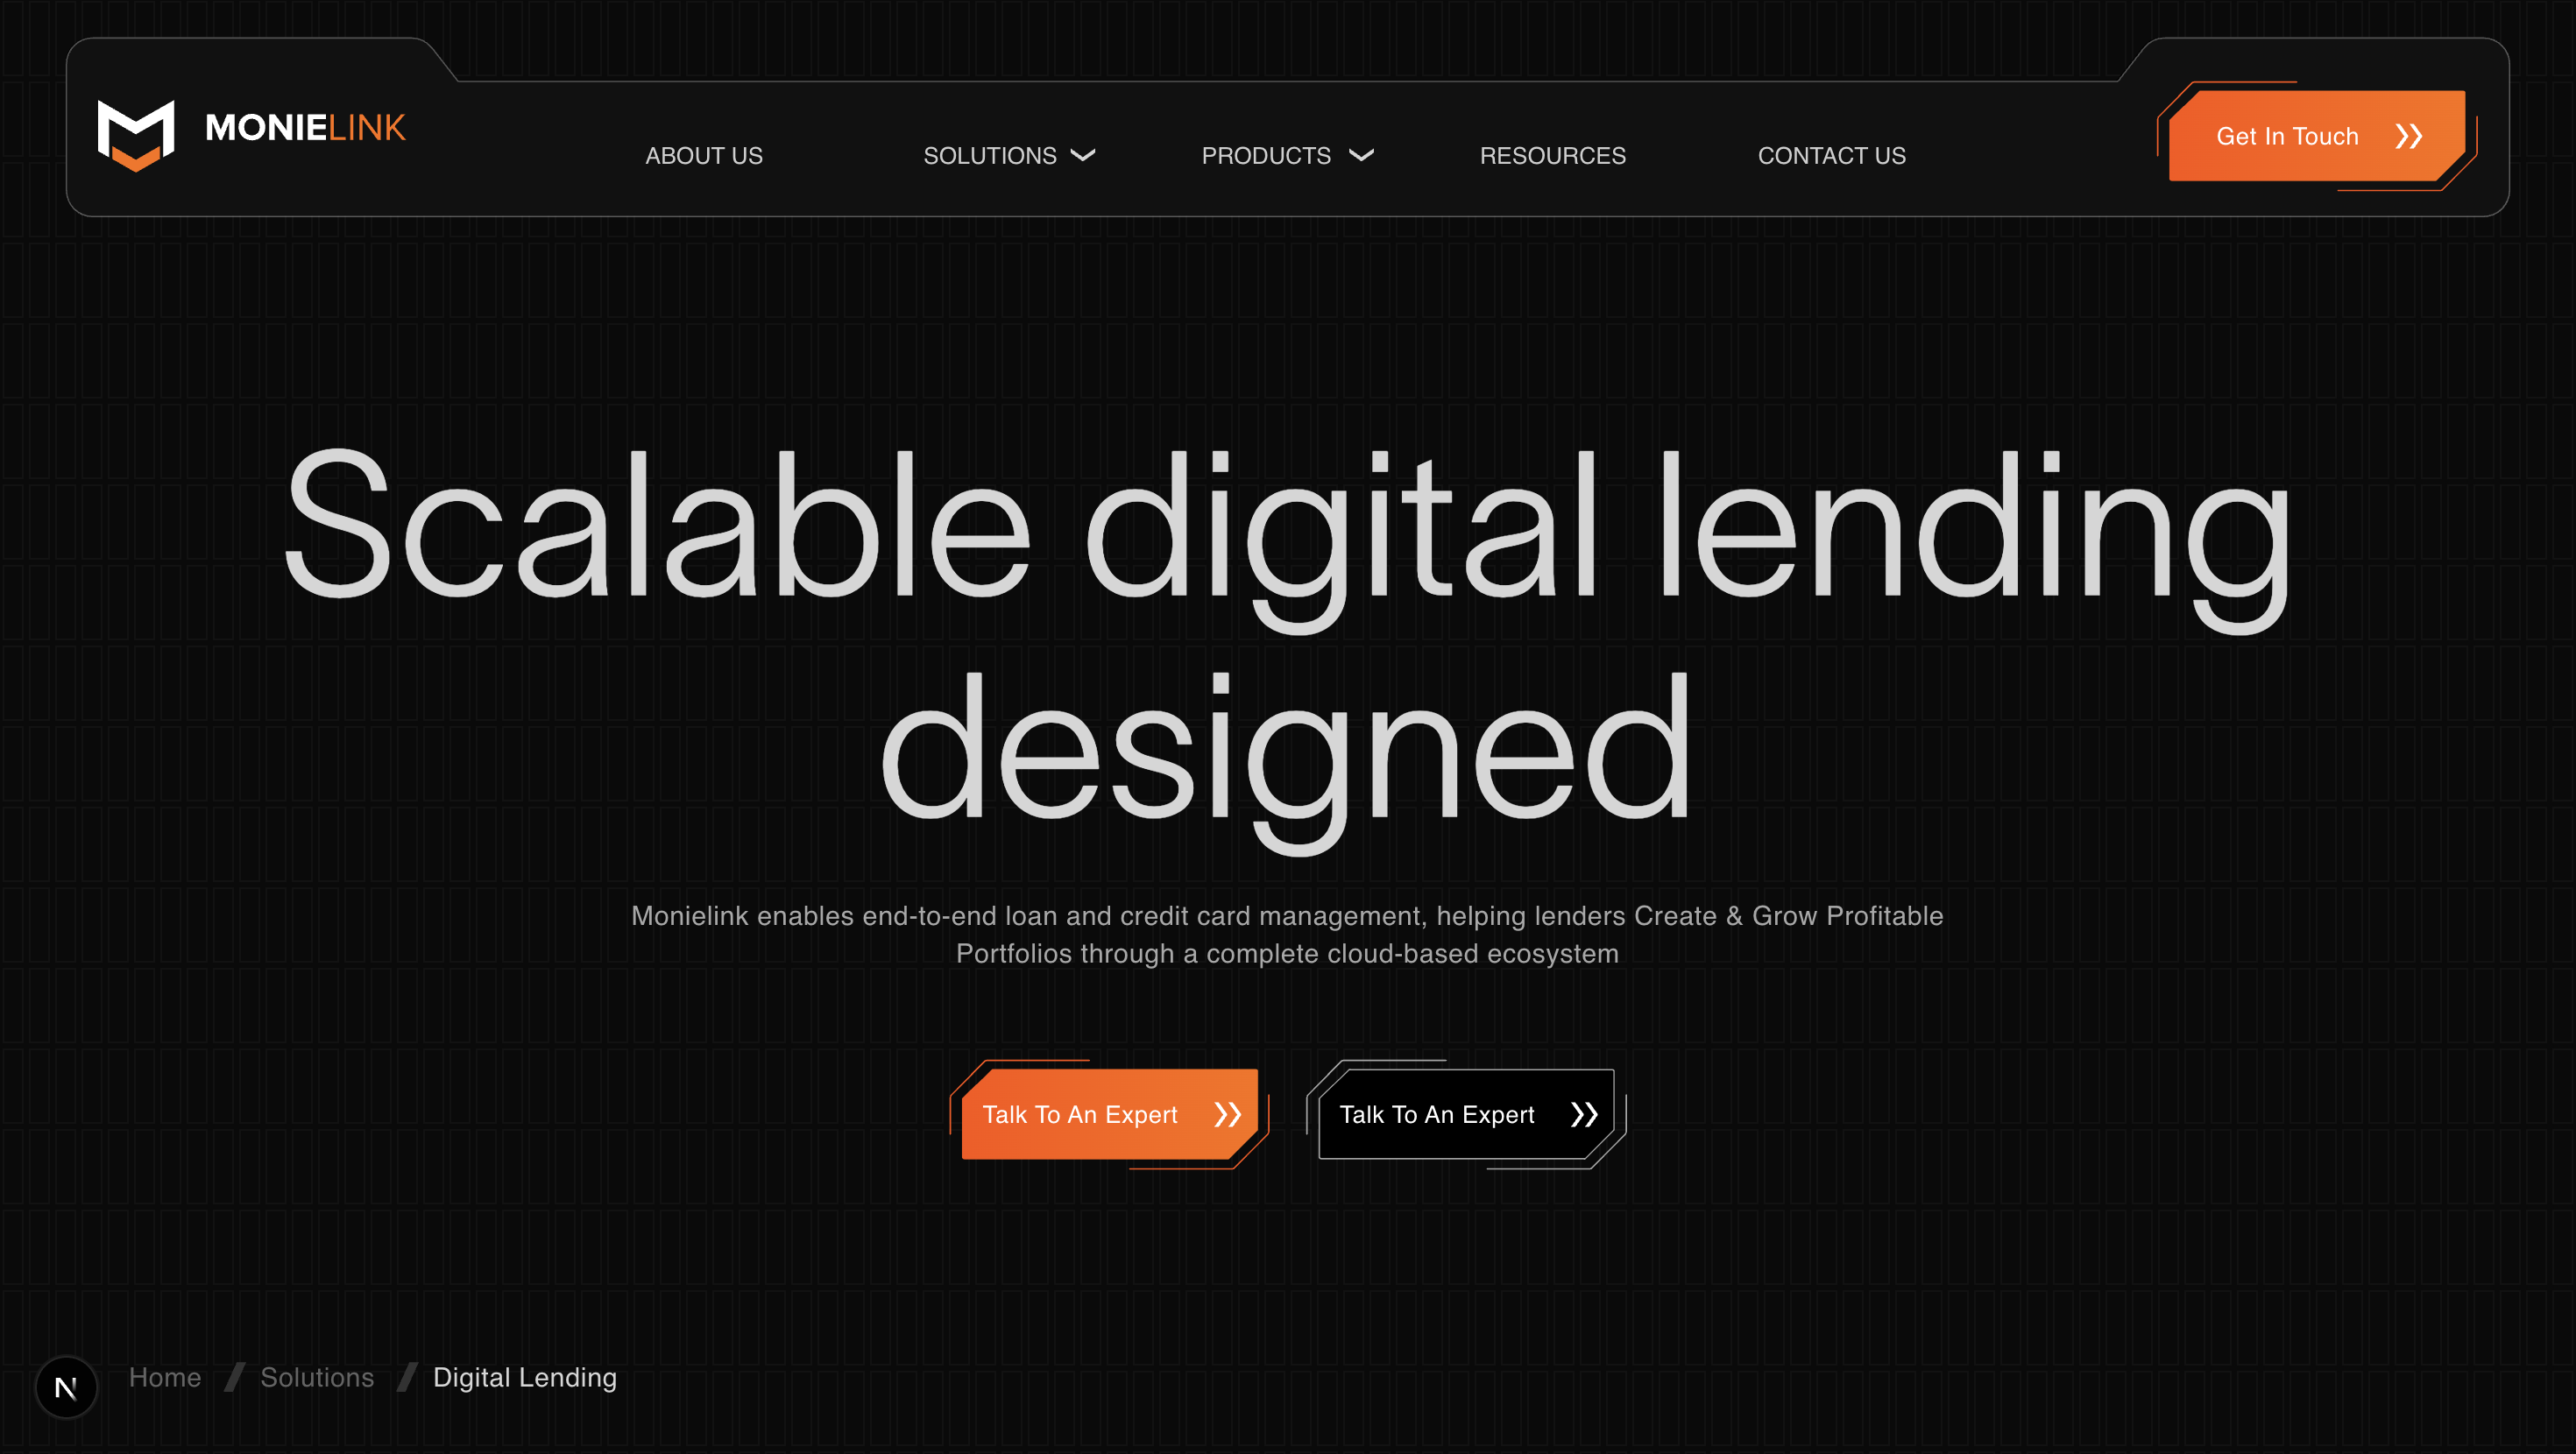 MONIELINK
ABOUT US
SOLUTIONS
PRODUCTS
RESOURCES
CONTACT US
Get In Touch
Scalable digital lending
designed
Monielink enables end-to-end loan and credit card management, helping lenders Create & Grow Profitable
Portfolios through a complete cloud-based ecosystem
Talk To An Expert
Talk To An Expert
N
Home / Solutions / Digital Lending